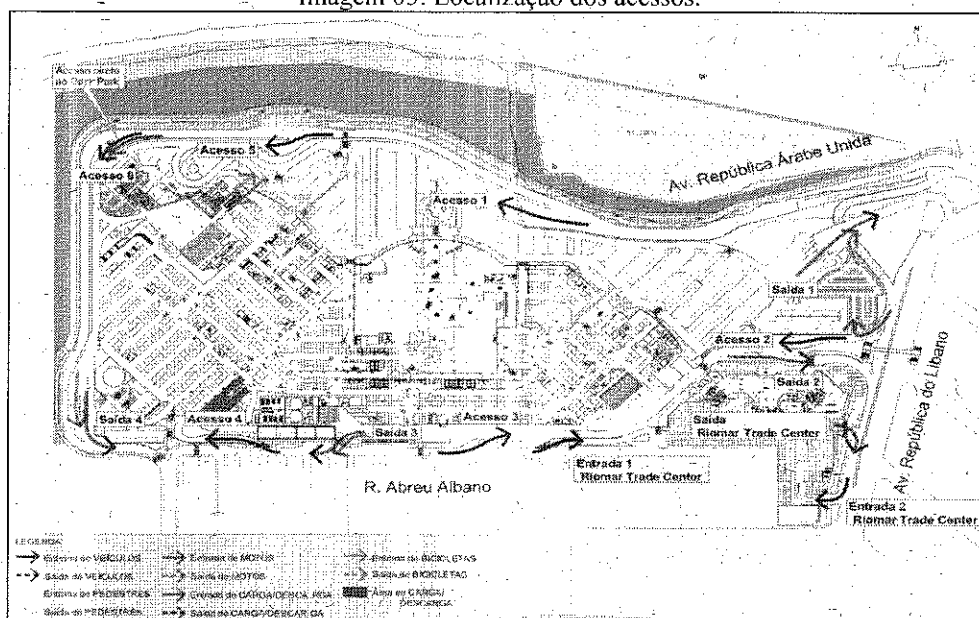 Imagem 05: Localização dos acessos.
Acesso direto
ao Deck Park
Acesso 5
Acesso 6
Av. República Árabe Unida
Acesso 1
Saída 1
Acesso 2
Saída 2
Av. República do Líbano
Saída 4
Acesso 4
Saída 3
Acesso 3
Saída
Riomar Trade Center
Entrada 1
Riomar Trade Center
R. Abreu Albano
Entrada 2
Riomar Trade Center
LEGENDA:
Entrada de VEÍCULOS
Entrada de MOTOS
Entrada de BICICLETAS
Saída de VEÍCULOS
Saída de MOTOS
Saída de BICICLETAS
Entrada de PEDESTRES
Entrada de CARGA/DESCARGA
Área de CARGA/
DESCARGA
Saída de PEDESTRES
Saída de CARGA/DESCARGA